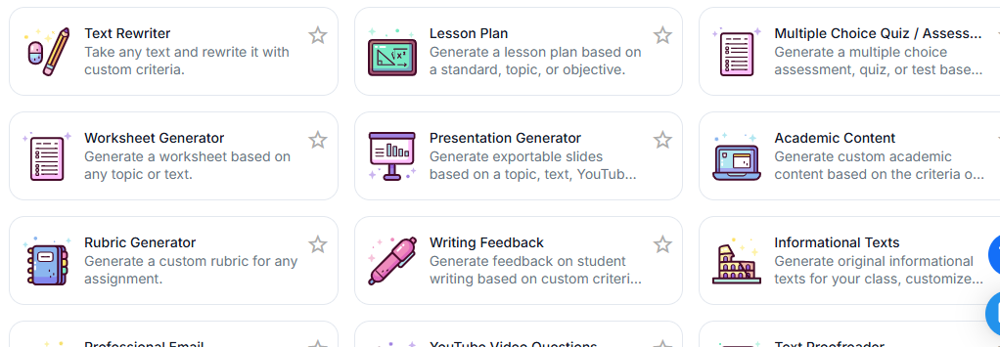 Text Rewriter
Take any text and rewrite it with
custom criteria.
Lesson Plan
Generate a lesson plan based on
a standard, topic, or objective.
Multiple Choice Quiz / Assess...
Generate a multiple choice
assessment, quiz, or test base...
Worksheet Generator
Generate a worksheet based on
any topic or text.
Presentation Generator
Generate exportable slides
based on a topic, text, YouTub...
Academic Content
Generate custom academic
content based on the criteria o...
Rubric Generator
Generate a custom rubric for any
assignment.
Writing Feedback
Generate feedback on student
writing based on custom criteri...
Informational Texts
Generate original informational
texts for your class, customize...
Professional Email
YouTube Video Questions
Text Proofreader